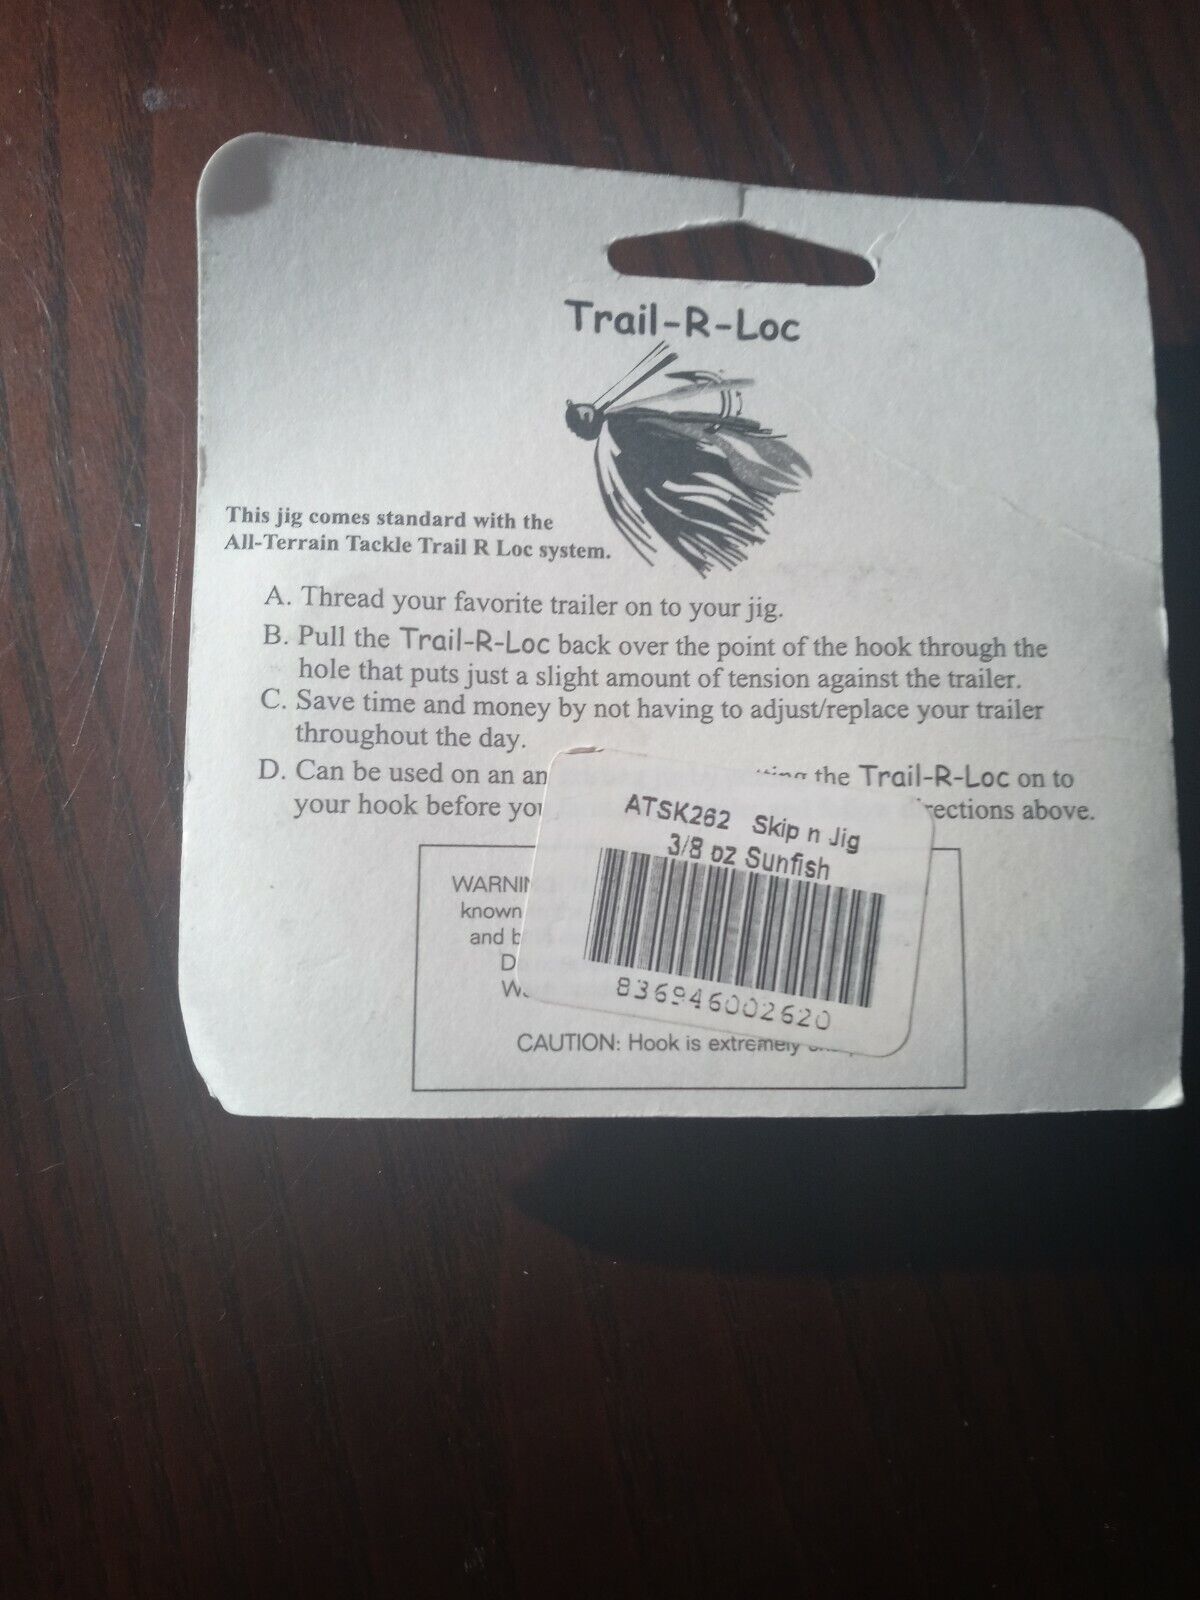 Trail-R-Loc
This jig comes standard with the
All-Terrain Tackle Trail R Loc system.
A. Thread your favorite trailer on to your jig.
B. Pull the Trail-R-Loc back over the point of the hook through the
hole that puts just a slight amount of tension against the trailer.
C. Save time and money by not having to adjust/replace your trailer
throughout the day.
D. Can be used on an an the Trail-R-Loc on to
your hook before above.
ATSK262 Skip n Jig
3/8 oz Sunfish
836946002620
known
and
CAUTION: Hook is extremely